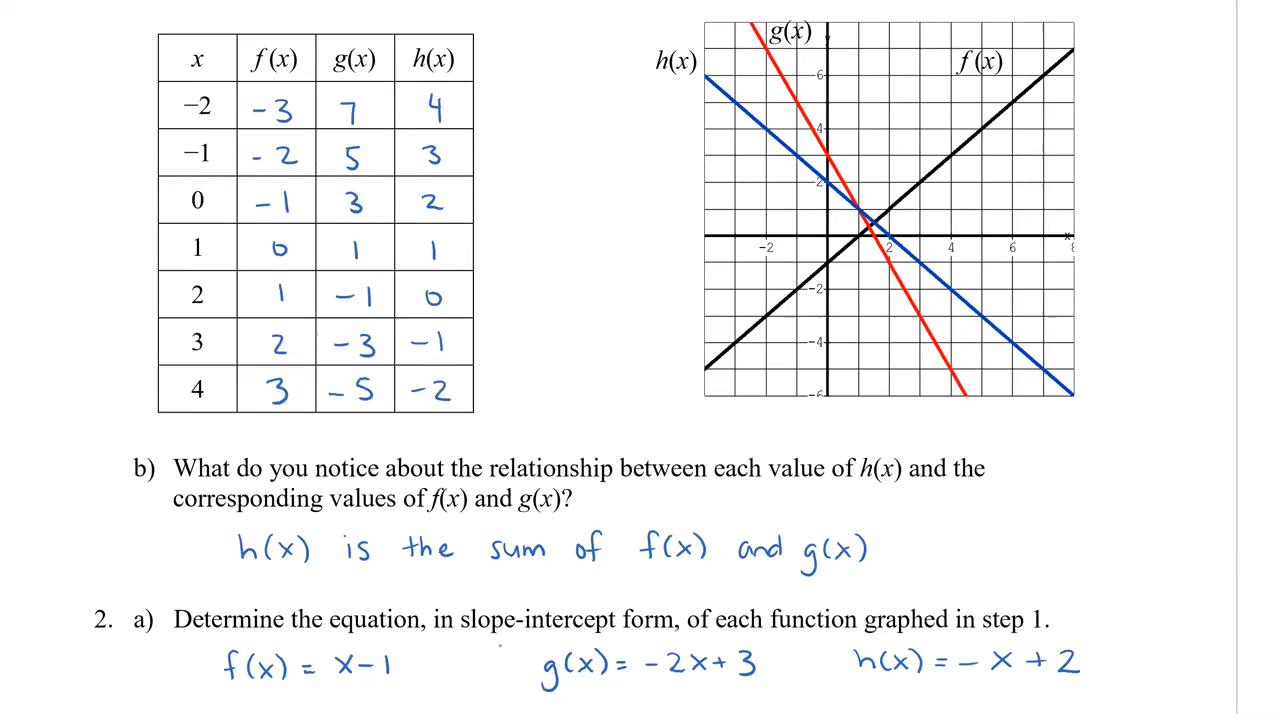 x f(x) g(x) h(x)
−2 -3 7 4
−1 -2 5 3
0 -1 3 2
1 0 1 1
2 1 -1 0
3 2 -3 -1
4 3 -5 -2
h(x)
g(x)
f(x)
6
4
2
-2 2 4 6 x 8
-2
-4
-6
b) What do you notice about the relationship between each value of h(x) and the
corresponding values of f(x) and g(x)?
h(x) is the sum of f(x) and g(x)
2. a) Determine the equation, in slope-intercept form, of each function graphed in step 1.
f(x) = x-1 g(x) = -2x+3 h(x) = -x+2